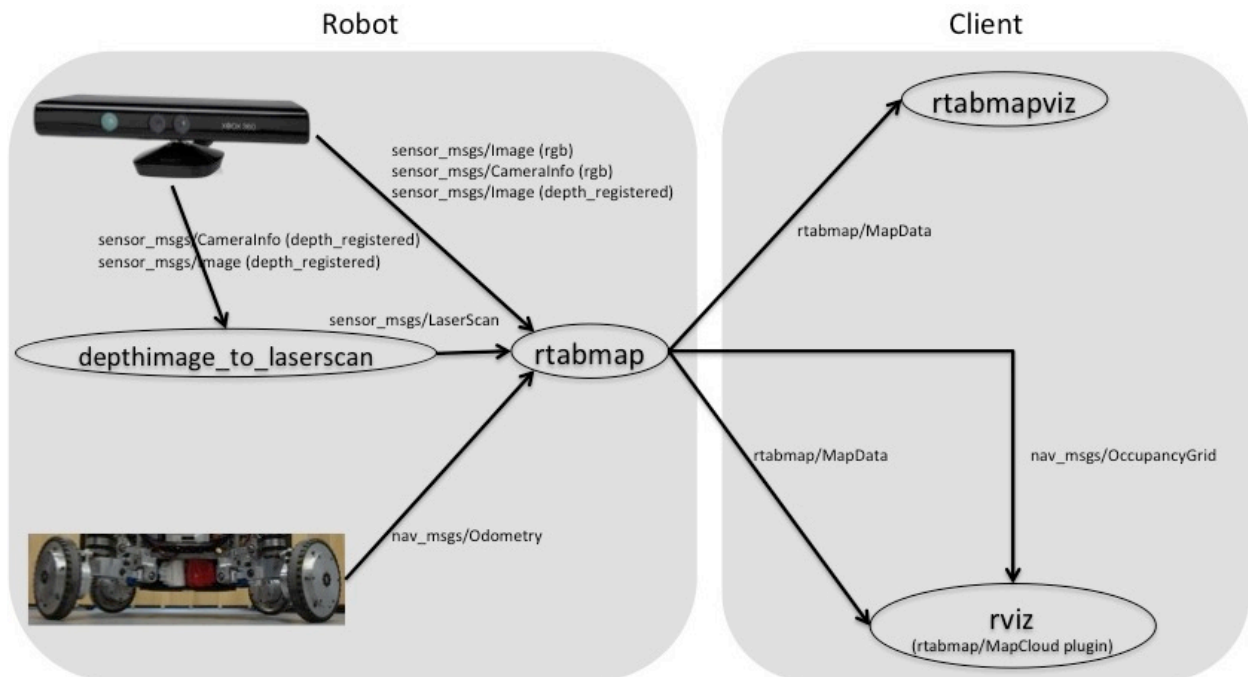 Robot
Client
XBOX 360
rtabmapviz
sensor_msgs/Image (rgb)
sensor_msgs/CameraInfo (rgb)
sensor_msgs/Image (depth_registered)
rtabmap/MapData
sensor_msgs/CameraInfo (depth_registered)
sensor_msgs/Image (depth_registered)
sensor_msgs/LaserScan
depthimage_to_laserscan
rtabmap
rtabmap/MapData
nav_msgs/OccupancyGrid
nav_msgs/Odometry
rviz
(rtabmap/MapCloud plugin)